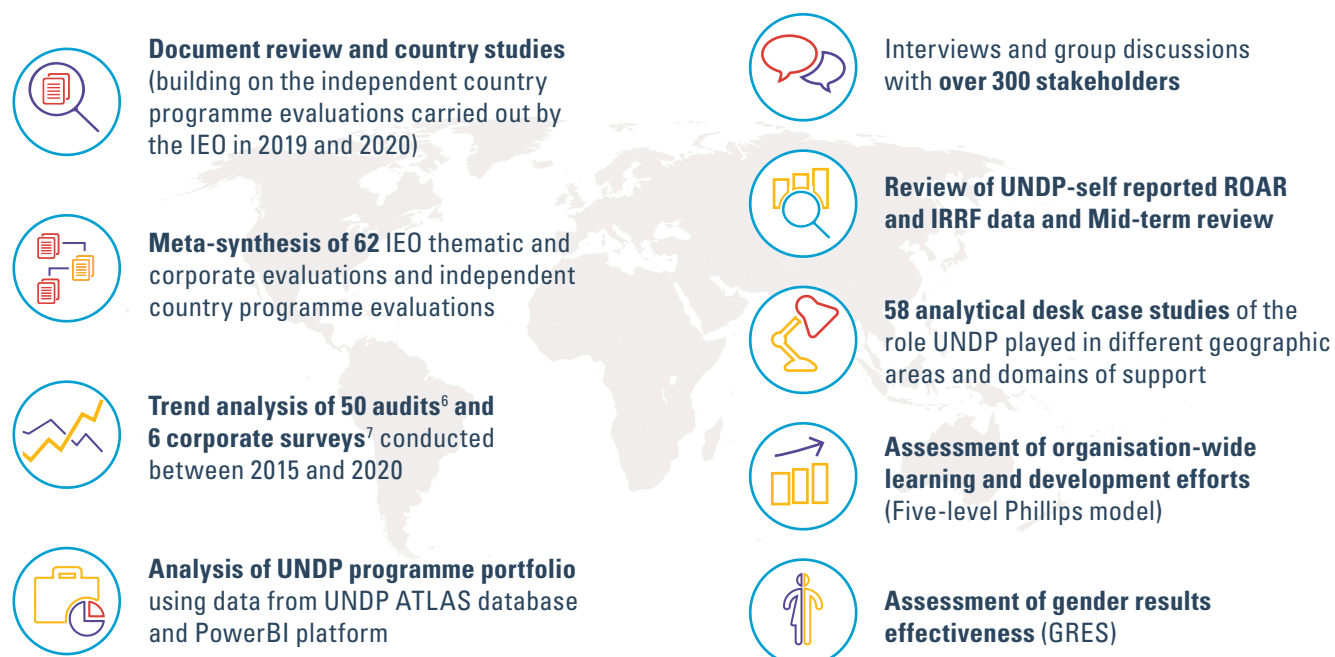 Document review and country studies
(building on the independent country
programme evaluations carried out by
the IEO in 2019 and 2020)
Meta-synthesis of 62 IEO thematic and
corporate evaluations and independent
country programme evaluations
Trend analysis of 50 audits⁶ and
6 corporate surveys⁷ conducted
between 2015 and 2020
Analysis of UNDP programme portfolio
using data from UNDP ATLAS database
and PowerBI platform
Interviews and group discussions
with over 300 stakeholders
Review of UNDP-self reported ROAR
and IRRF data and Mid-term review
58 analytical desk case studies of the
role UNDP played in different geographic
areas and domains of support
Assessment of organisation-wide
learning and development efforts
(Five-level Phillips model)
Assessment of gender results
effectiveness (GRES)